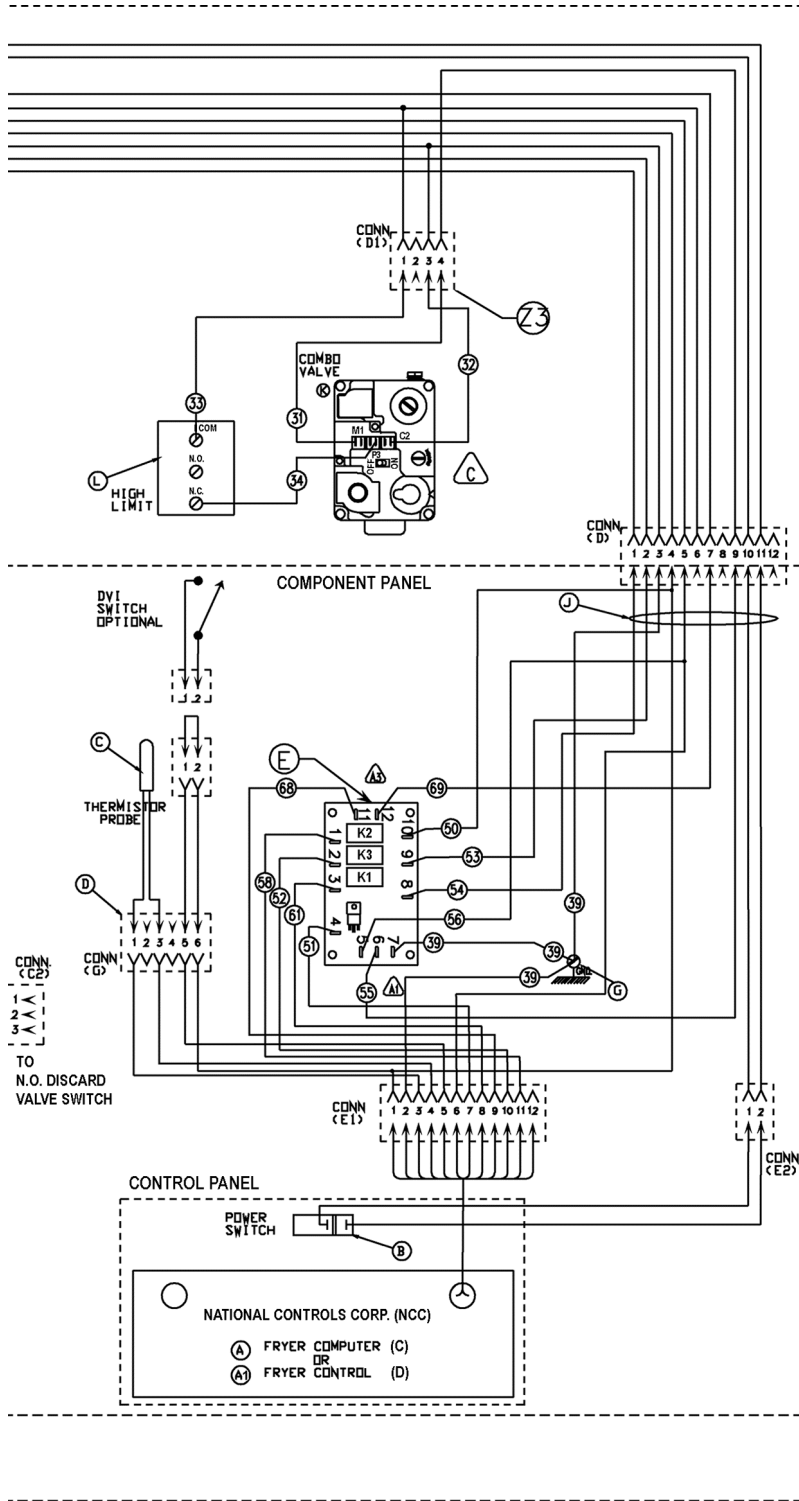 CONN
(D1)
1 2 3 4
Z3
COMBO
VALVE
K
32
33
31
COM
M1
C2
N.O.
P3
OFF
ON
C
L
HIGH
LIMIT
N.C.
34
CONN
(D)
1 2 3 4 5 6 7 8 9 10 11 12
COMPONENT PANEL
DVI
SWITCH
OPTIONAL
J
1 2
C
1 2
E
A3
68
69
THERMISTOR
PROBE
11 12
1 K2 10 50
2 K3 9 53
3 K1 8 54
58
52
61
51
D
4
56
39
5 6 7
39
39
39
GND
G
55
A1
1 2 3 4 5 6
CONN
(G)
CONN.
(C2)
1
2
3
TO
N.O. DISCARD
VALVE SWITCH
CONN
(E1)
1 2 3 4 5 6 7 8 9 10 11 12
1 2
CONN
(E2)
CONTROL PANEL
POWER
SWITCH
B
NATIONAL CONTROLS CORP. (NCC)
A FRYER COMPUTER (C)
OR
A1 FRYER CONTROL (D)